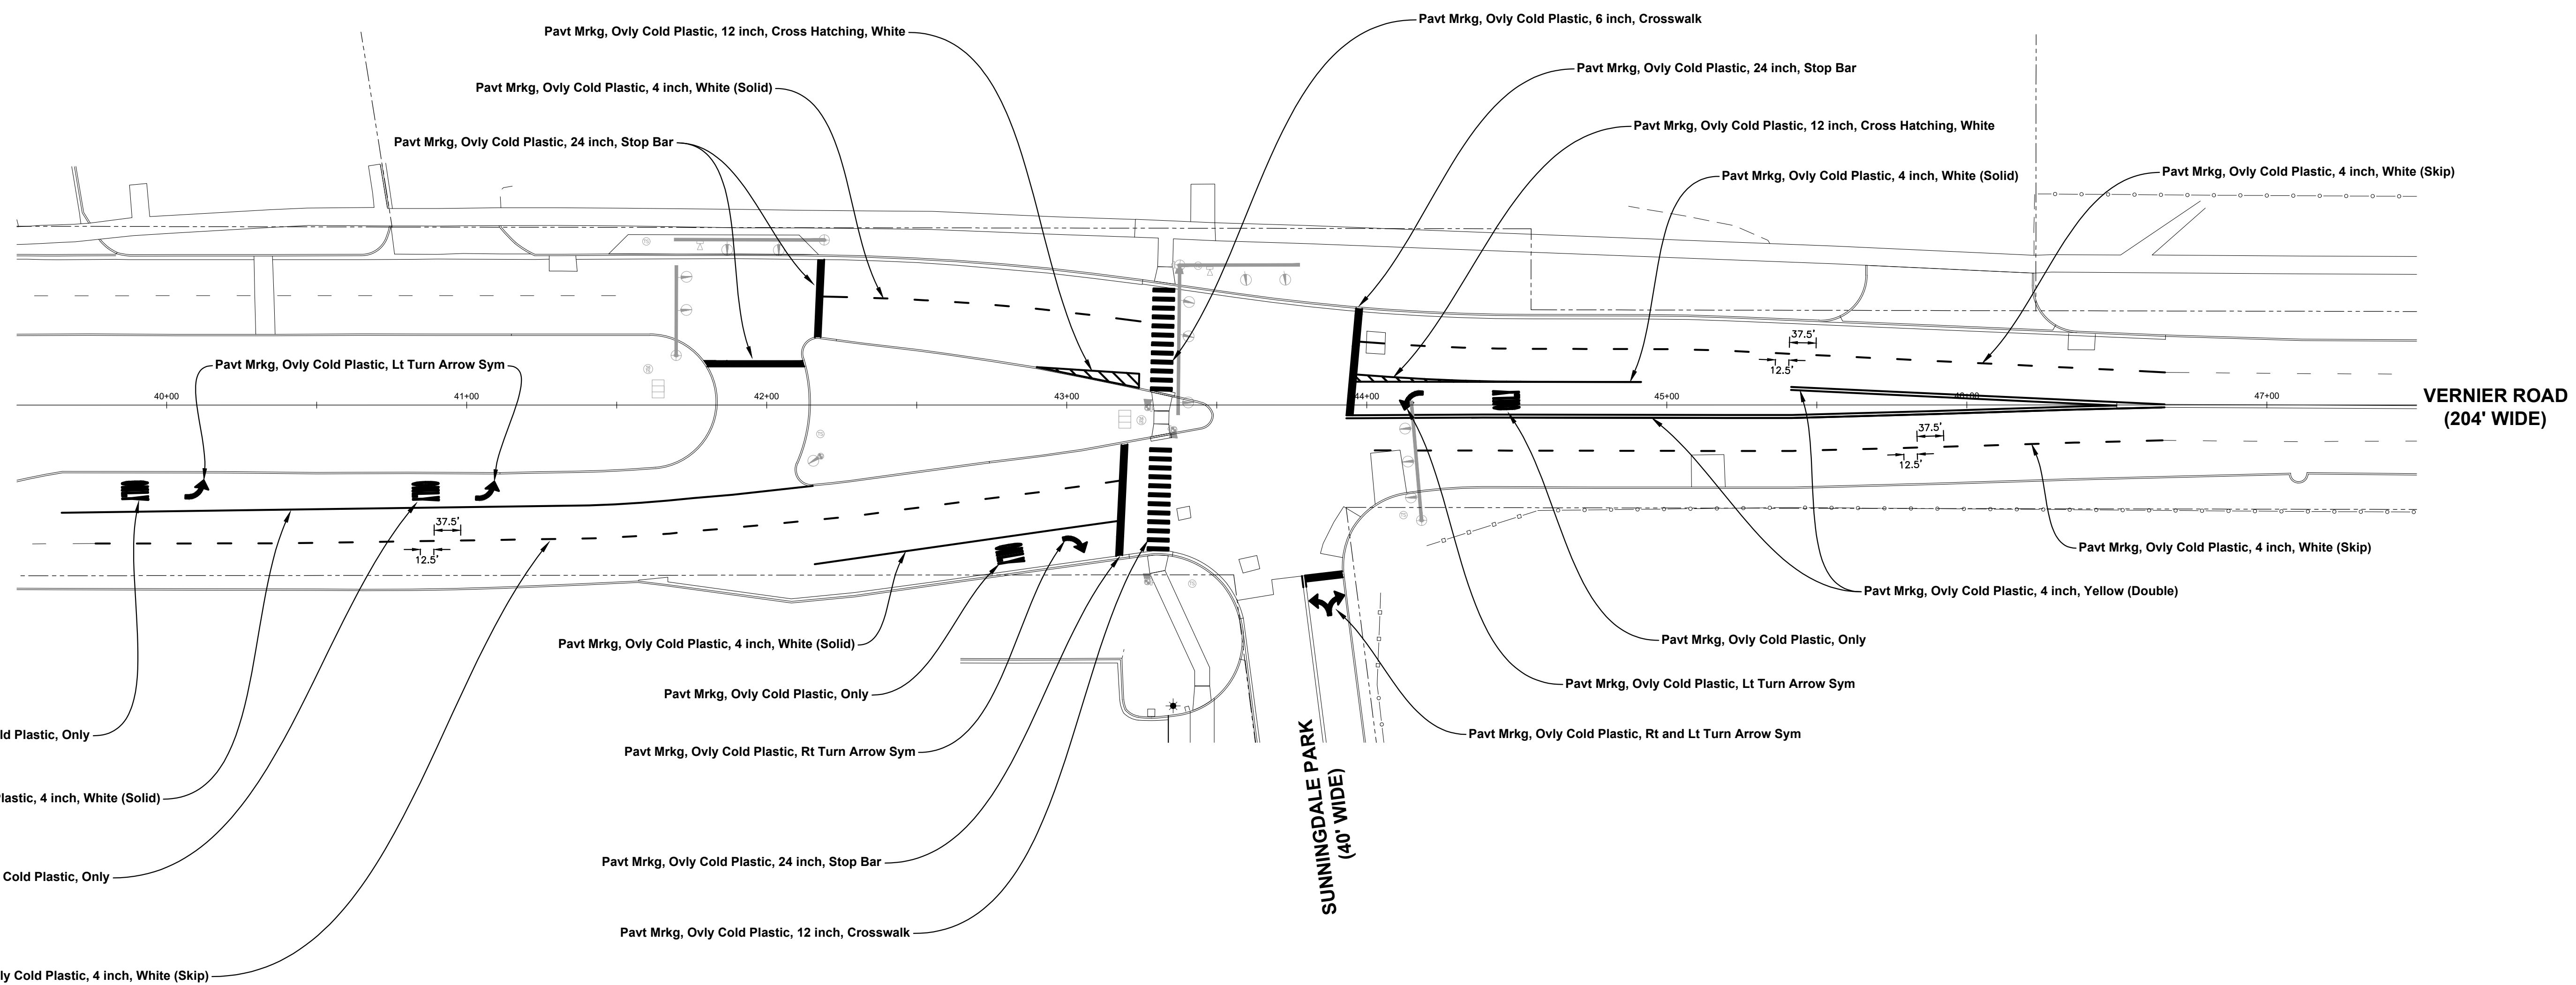 Pavt Mrkg, Ovly Cold Plastic, 6 inch, Crosswalk
Pavt Mrkg, Ovly Cold Plastic, 12 inch, Cross Hatching, White
Pavt Mrkg, Ovly Cold Plastic, 24 inch, Stop Bar
Pavt Mrkg, Ovly Cold Plastic, 4 inch, White (Solid)
Pavt Mrkg, Ovly Cold Plastic, 12 inch, Cross Hatching, White
Pavt Mrkg, Ovly Cold Plastic, 24 inch, Stop Bar
Pavt Mrkg, Ovly Cold Plastic, 4 inch, White (Skip)
Pavt Mrkg, Ovly Cold Plastic, 4 inch, White (Solid)
37.5'
12.5'
Pavt Mrkg, Ovly Cold Plastic, Lt Turn Arrow Sym
40+00
41+00
42+00
43+00
44+00
45+00
46+00
47+00
VERNIER ROAD
(204' WIDE)
37.5'
12.5'
37.5'
12.5'
Pavt Mrkg, Ovly Cold Plastic, 4 inch, White (Skip)
Pavt Mrkg, Ovly Cold Plastic, 4 inch, Yellow (Double)
Pavt Mrkg, Ovly Cold Plastic, Only
Pavt Mrkg, Ovly Cold Plastic, 4 inch, White (Solid)
Pavt Mrkg, Ovly Cold Plastic, Lt Turn Arrow Sym
Pavt Mrkg, Ovly Cold Plastic, Only
Pavt Mrkg, Ovly Cold Plastic, Rt and Lt Turn Arrow Sym
ld Plastic, Only
Pavt Mrkg, Ovly Cold Plastic, Rt Turn Arrow Sym
lastic, 4 inch, White (Solid)
SUNNINGDALE PARK
(40' WIDE)
Pavt Mrkg, Ovly Cold Plastic, 24 inch, Stop Bar
Cold Plastic, Only
Pavt Mrkg, Ovly Cold Plastic, 12 inch, Crosswalk
ly Cold Plastic, 4 inch, White (Skip)